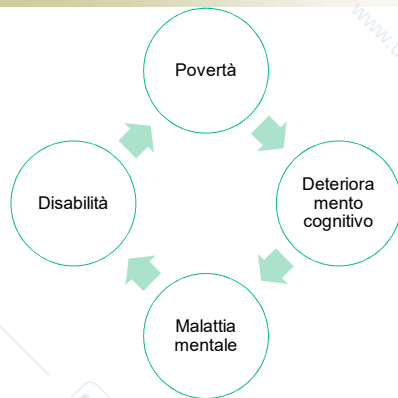 Povertà
Deteriora
mento
cognitivo
Malattia
mentale
Disabilità